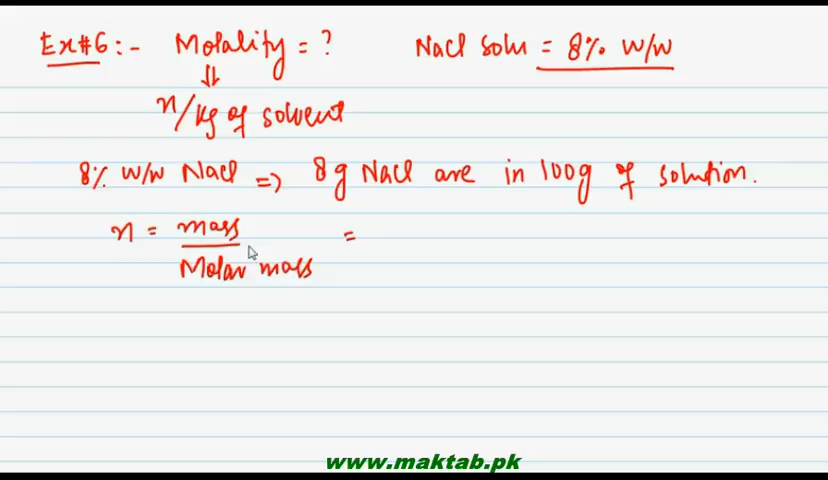 Ex#6:- Molality = ? NaCl Solu = 8% w/w
⇓
n/kg of solvent
8% w/w NaCl => 8g NaCl are in 100g of solution.
n = mass =
Molar mass
www.maktab.pk